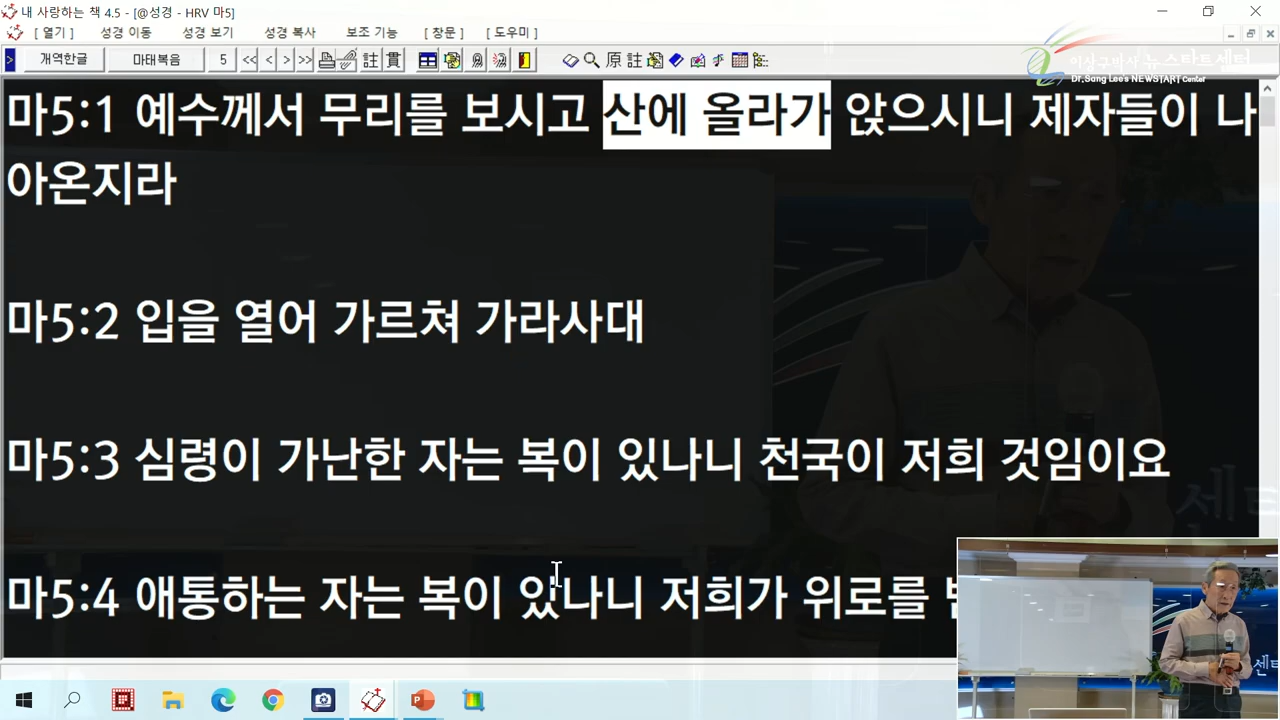 내 사랑하는 책 4.5 - [@성경 - HRV 마5]
[ 열기 ] 성경 이동 성경 보기 성경 복사 보조 기능 [ 창문 ] [ 도우미 ]
개역한글 마태복음 5 << < > >> 註 貫 原 註
이상구박사 뉴스타트센터
Dr.Sang Lee's NEWSTART Center
마5:1 예수께서 무리를 보시고 산에 올라가 앉으시니 제자들이 나
아온지라
마5:2 입을 열어 가르쳐 가라사대
마5:3 심령이 가난한 자는 복이 있나니 천국이 저희 것임이요
마5:4 애통하는 자는 복이 있나니 저희가 위로를
센터